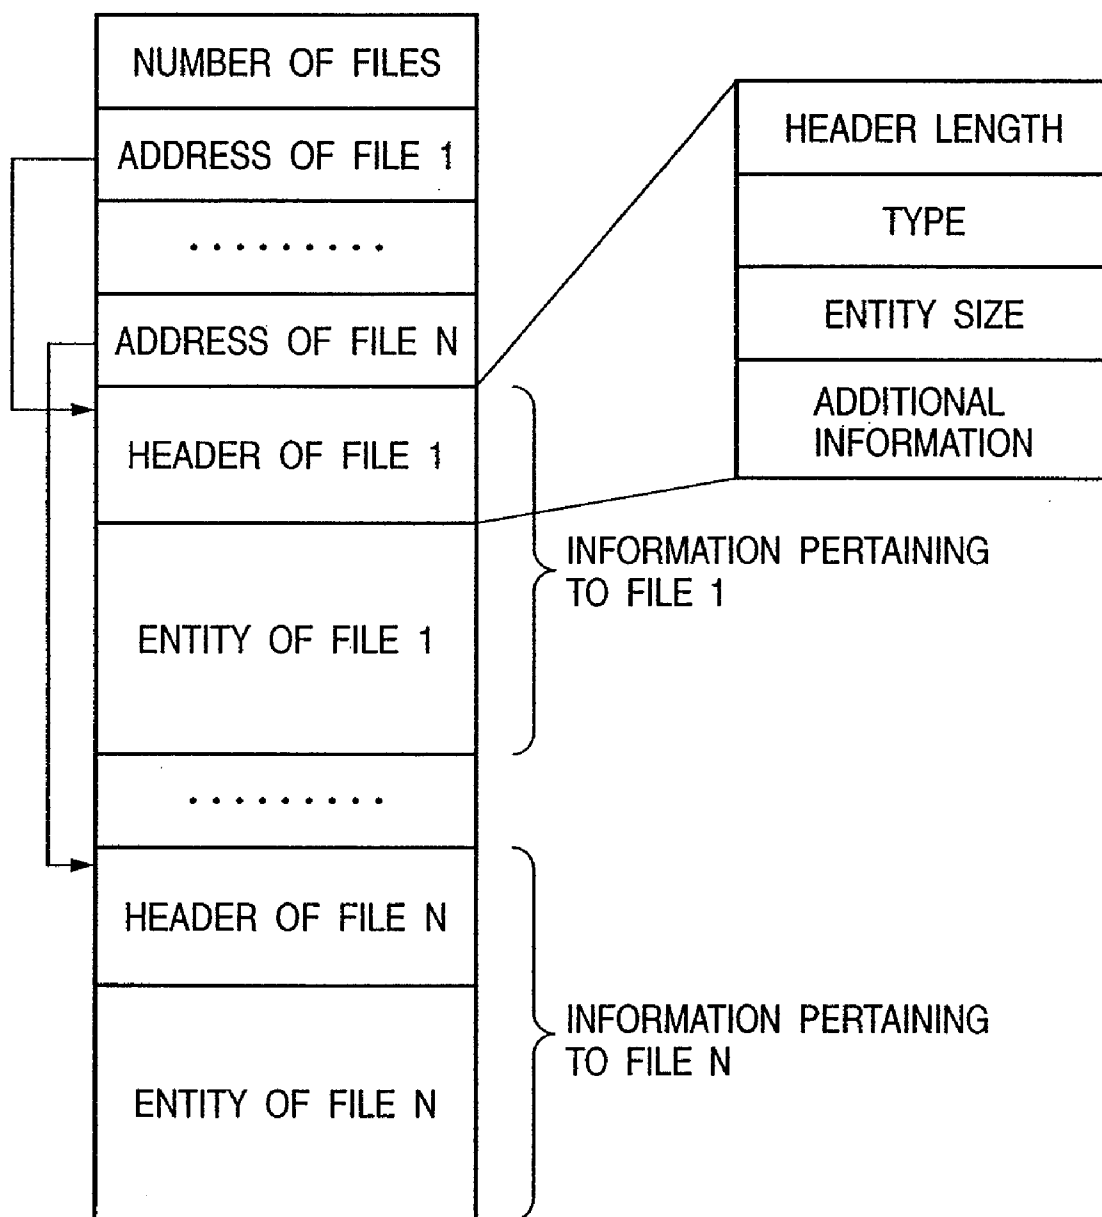 NUMBER OF FILES
ADDRESS OF FILE 1
.........
ADDRESS OF FILE N
HEADER OF FILE 1
ENTITY OF FILE 1
.........
HEADER OF FILE N
ENTITY OF FILE N
HEADER LENGTH
TYPE
ENTITY SIZE
ADDITIONAL
INFORMATION
INFORMATION PERTAINING
TO FILE 1
INFORMATION PERTAINING
TO FILE N